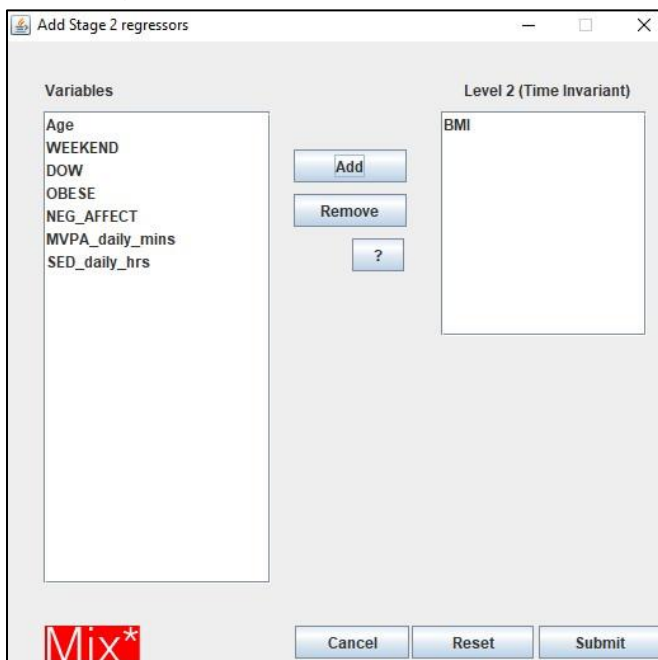 Add Stage 2 regressors
Variables
Level 2 (Time Invariant)
Age
WEEKEND
DOW
OBESE
NEG_AFFECT
MVPA_daily_mins
SED_daily_hrs
BMI
Add
Remove
?
Mix*
Cancel
Reset
Submit